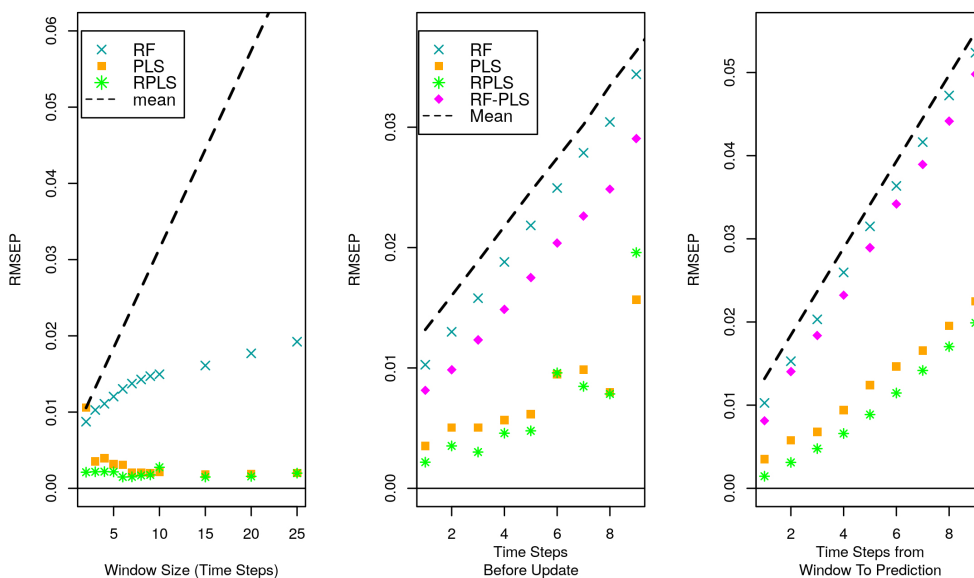 RMSEP
0.00 0.01 0.02 0.03 0.04 0.05 0.06
RF
PLS
RPLS
mean
5 10 15 20 25
Window Size (Time Steps)
RMSEP
0.00 0.01 0.02 0.03
RF
PLS
RPLS
RF-PLS
Mean
2 4 6 8
Time Steps
Before Update
RMSEP
0.00 0.01 0.02 0.03 0.04 0.05
2 4 6 8
Time Steps from
Window To Prediction